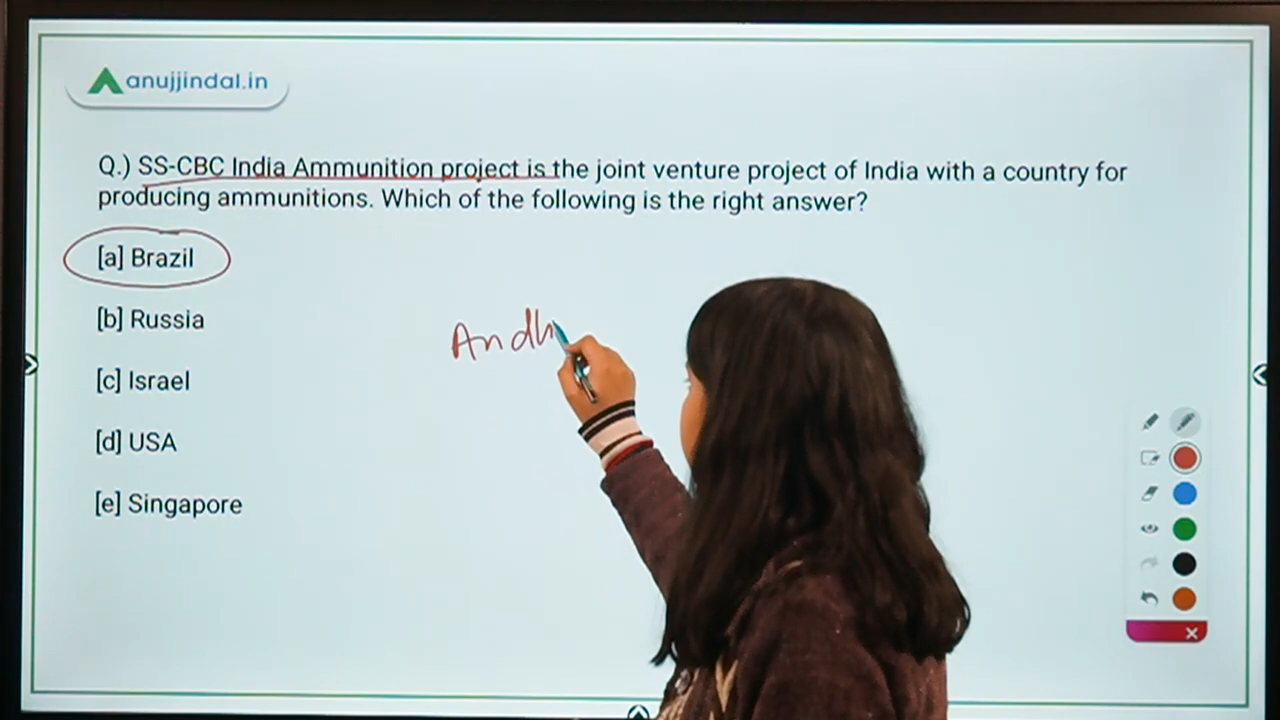 anujjindal.in
Q.) SS-CBC India Ammunition project is the joint venture project of India with a country for
producing ammunitions. Which of the following is the right answer?
[a] Brazil
[b] Russia
Andh
[c] Israel
[d] USA
[e] Singapore